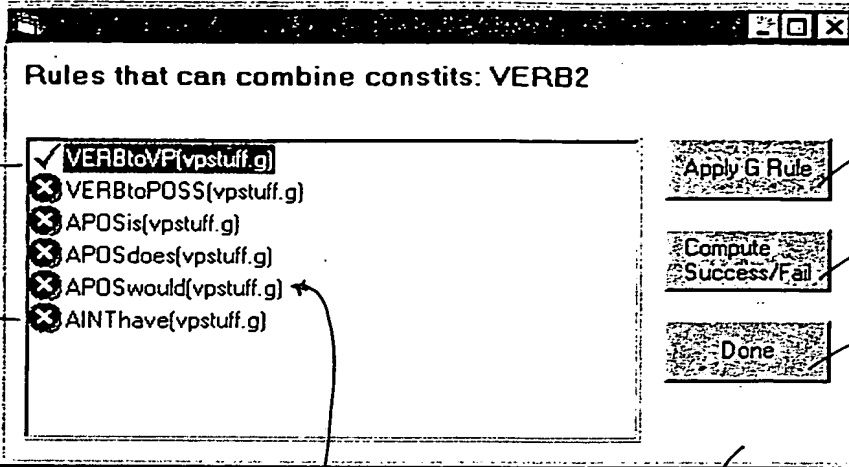 Rules that can combine constits: VERB2
VERBtoVP(vpstuff.g)
VERBtoPOSS(vpstuff.g)
APOSis(vpstuff.g)
APOSdoes(vpstuff.g)
APOSwould(vpstuff.g)
AINThave(vpstuff.g)
Apply G Rule
Compute
Success/Fail
Done